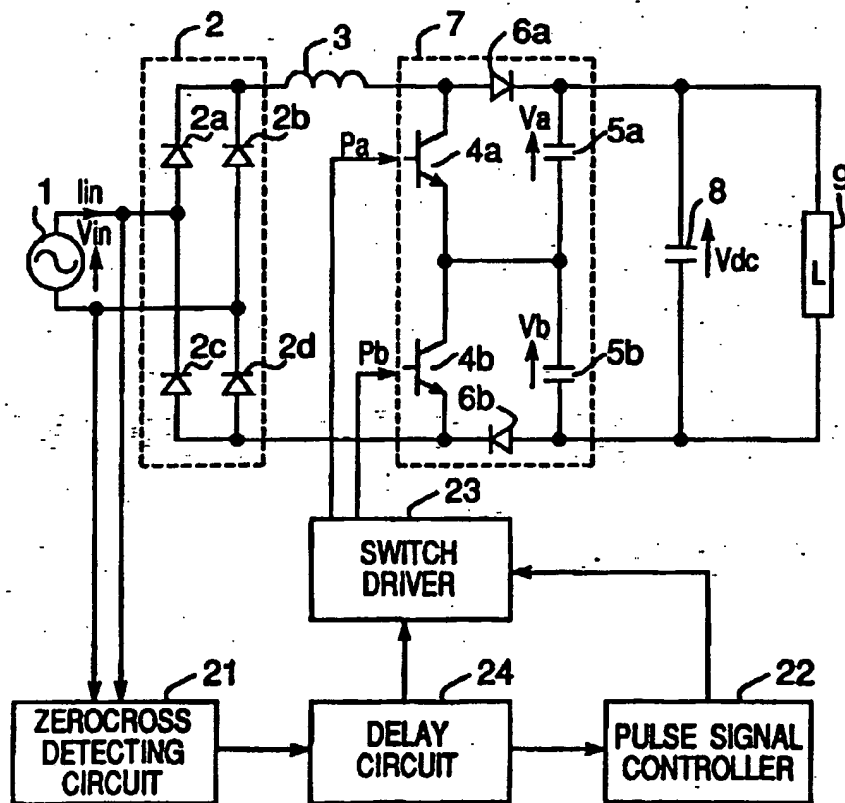 2
3
7
6a
2a
2b
Va
5a
Pa
4a
1
Iin
Vin
8
9
Vdc
L
2c
2d
Pb
4b
Vb
5b
6b
23
SWITCH
DRIVER
21
24
22
ZEROCROSS
DETECTING
CIRCUIT
DELAY
CIRCUIT
PULSE SIGNAL
CONTROLLER